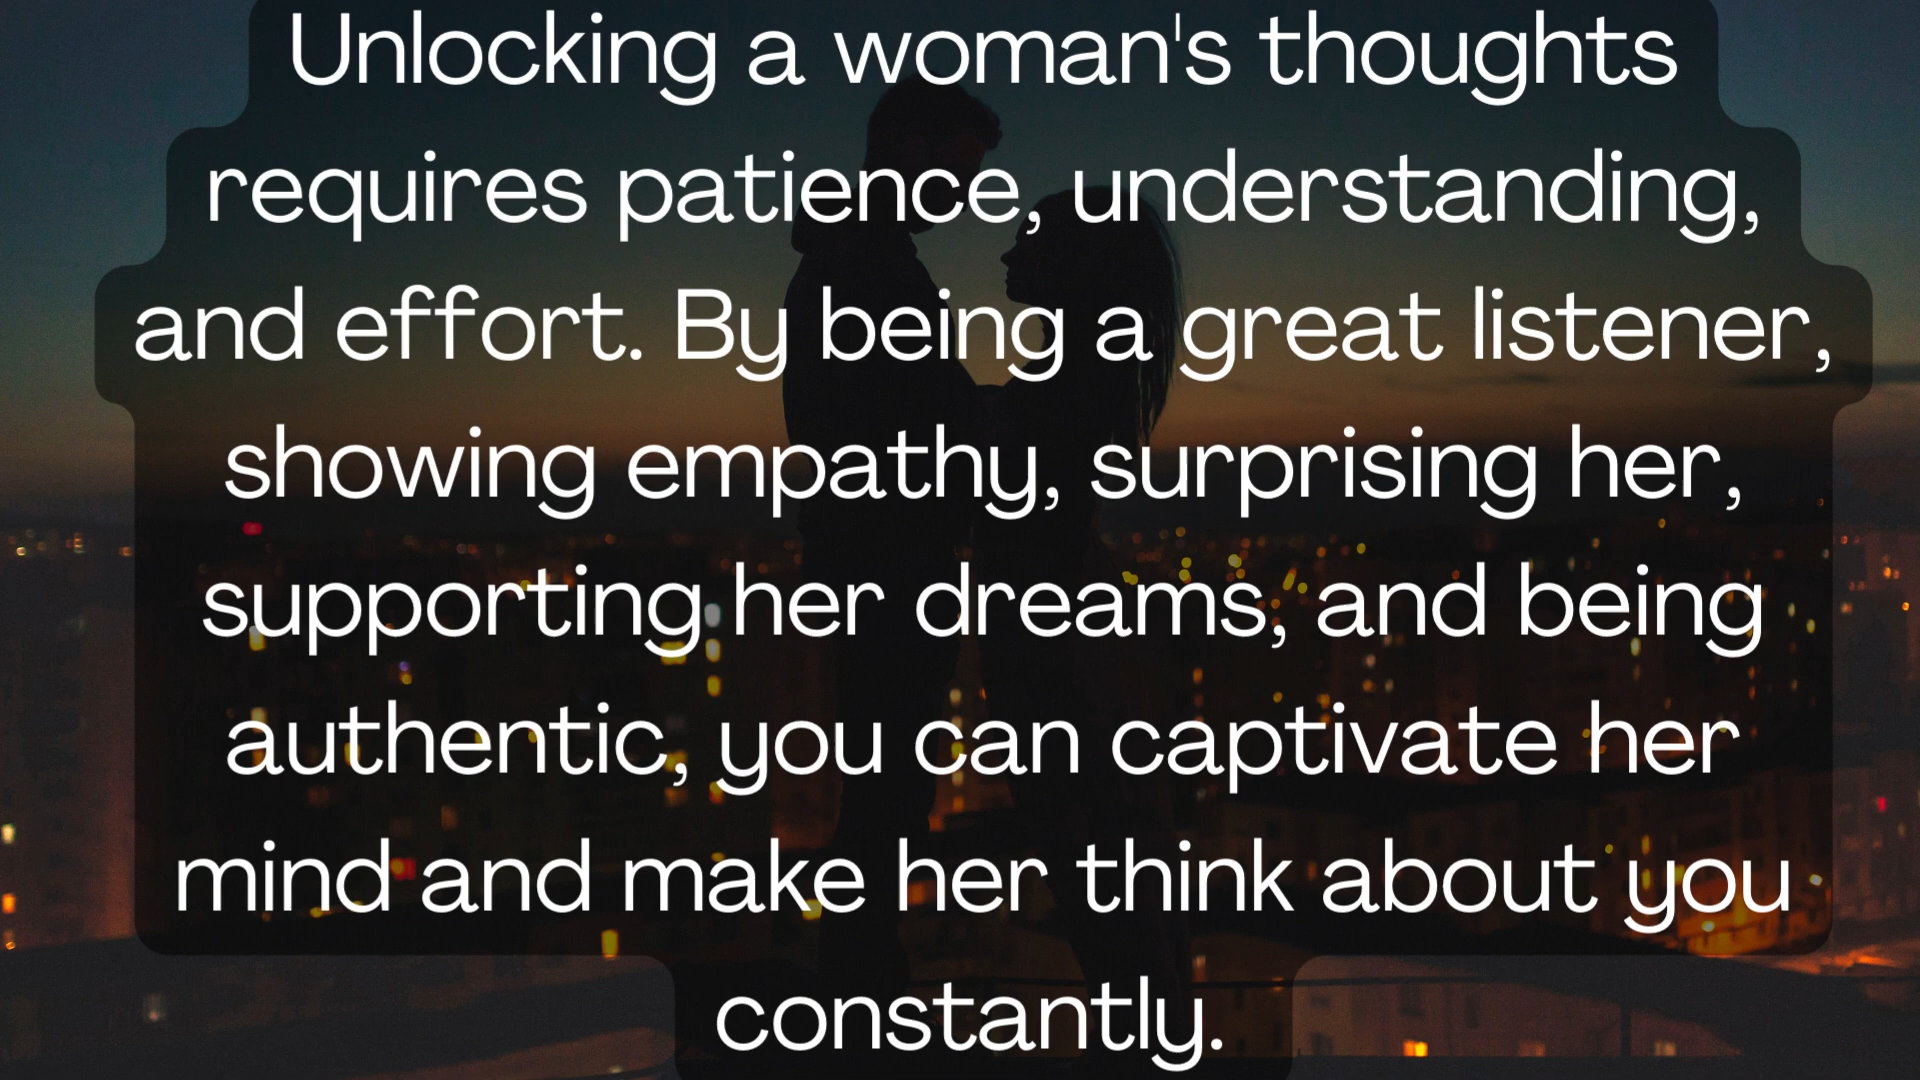 Unlocking a woman's thoughts
requires patience, understanding,
and effort. By being a great listener,
showing empathy, surprising her,
supporting her dreams, and being
authentic, you can captivate her
mind and make her think about you
constantly.